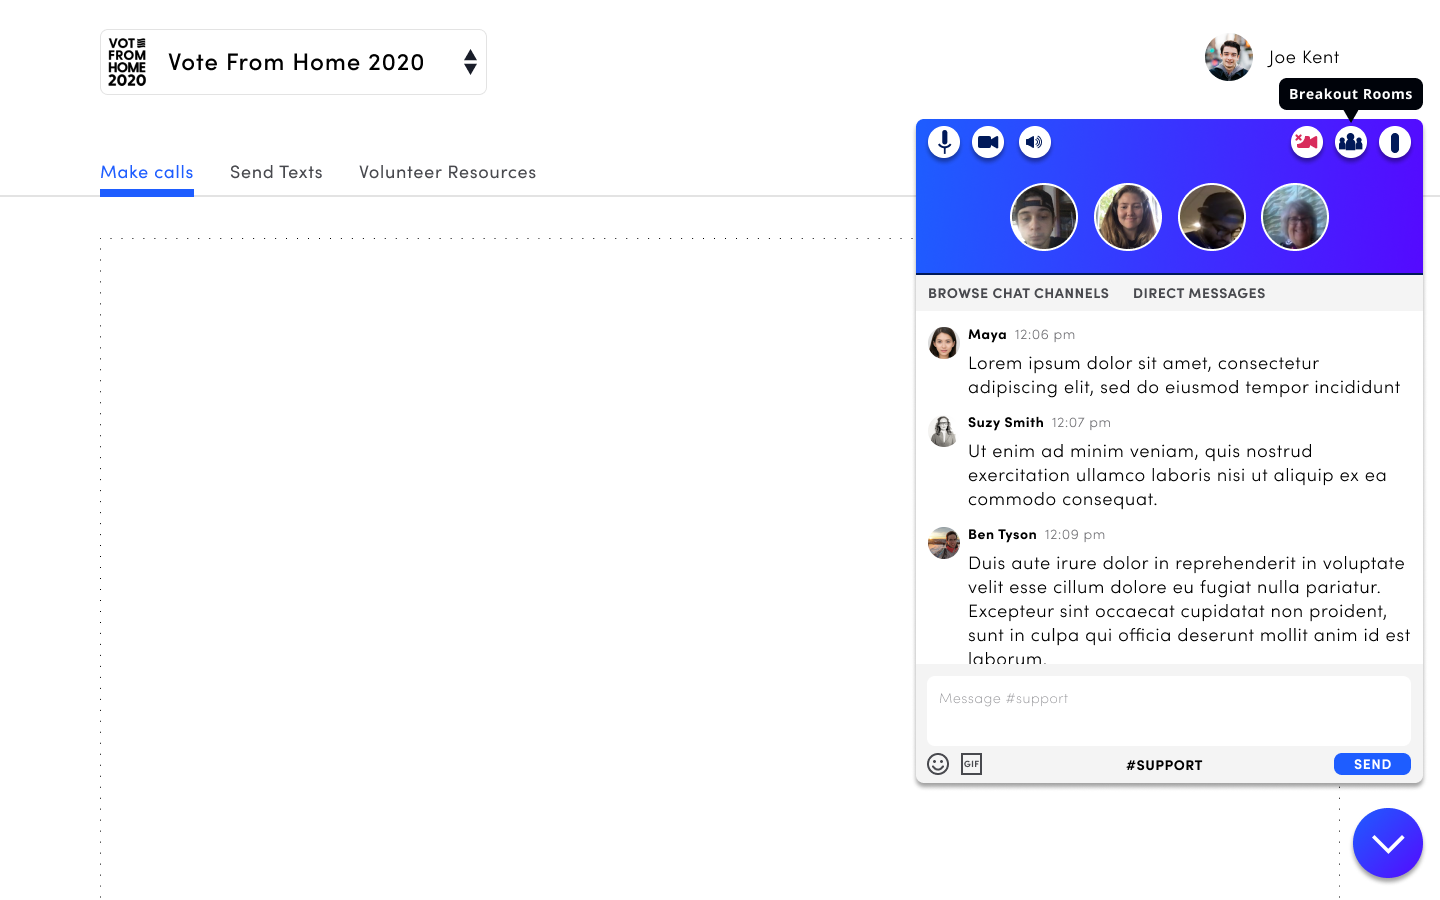 VOTE
FROM
HOME
2020
Vote From Home 2020
Joe Kent
Breakout Rooms
Make calls
Send Texts
Volunteer Resources
BROWSE CHAT CHANNELS
DIRECT MESSAGES
Maya 12:06 pm
Lorem ipsum dolor sit amet, consectetur
adipiscing elit, sed do eiusmod tempor incididunt
Suzy Smith 12:07 pm
Ut enim ad minim veniam, quis nostrud
exercitation ullamco laboris nisi ut aliquip ex ea
commodo consequat.
Ben Tyson 12:09 pm
Duis aute irure dolor in reprehenderit in voluptate
velit esse cillum dolore eu fugiat nulla pariatur.
Excepteur sint occaecat cupidatat non proident,
sunt in culpa qui officia deserunt mollit anim id est
laborum.
Message #support
GIF
#SUPPORT
SEND